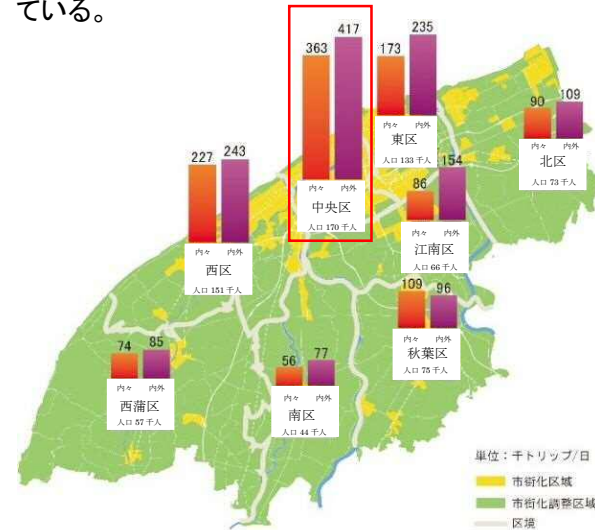 ている。
363 417
内々 内外
中央区
人口 170 千人
173 235
内々 内外
東区
人口 133 千人
90 109
内々 内外
北区
人口 73 千人
227 243
内々 内外
西区
人口 151 千人
86 154
内々 内外
江南区
人口 66 千人
109 96
内々 内外
秋葉区
人口 75 千人
74 85
内々 内外
西蒲区
人口 57 千人
56 77
内々 内外
南区
人口 44 千人
単位：千トリップ/日
市街化区域
市街化調整区域
区境